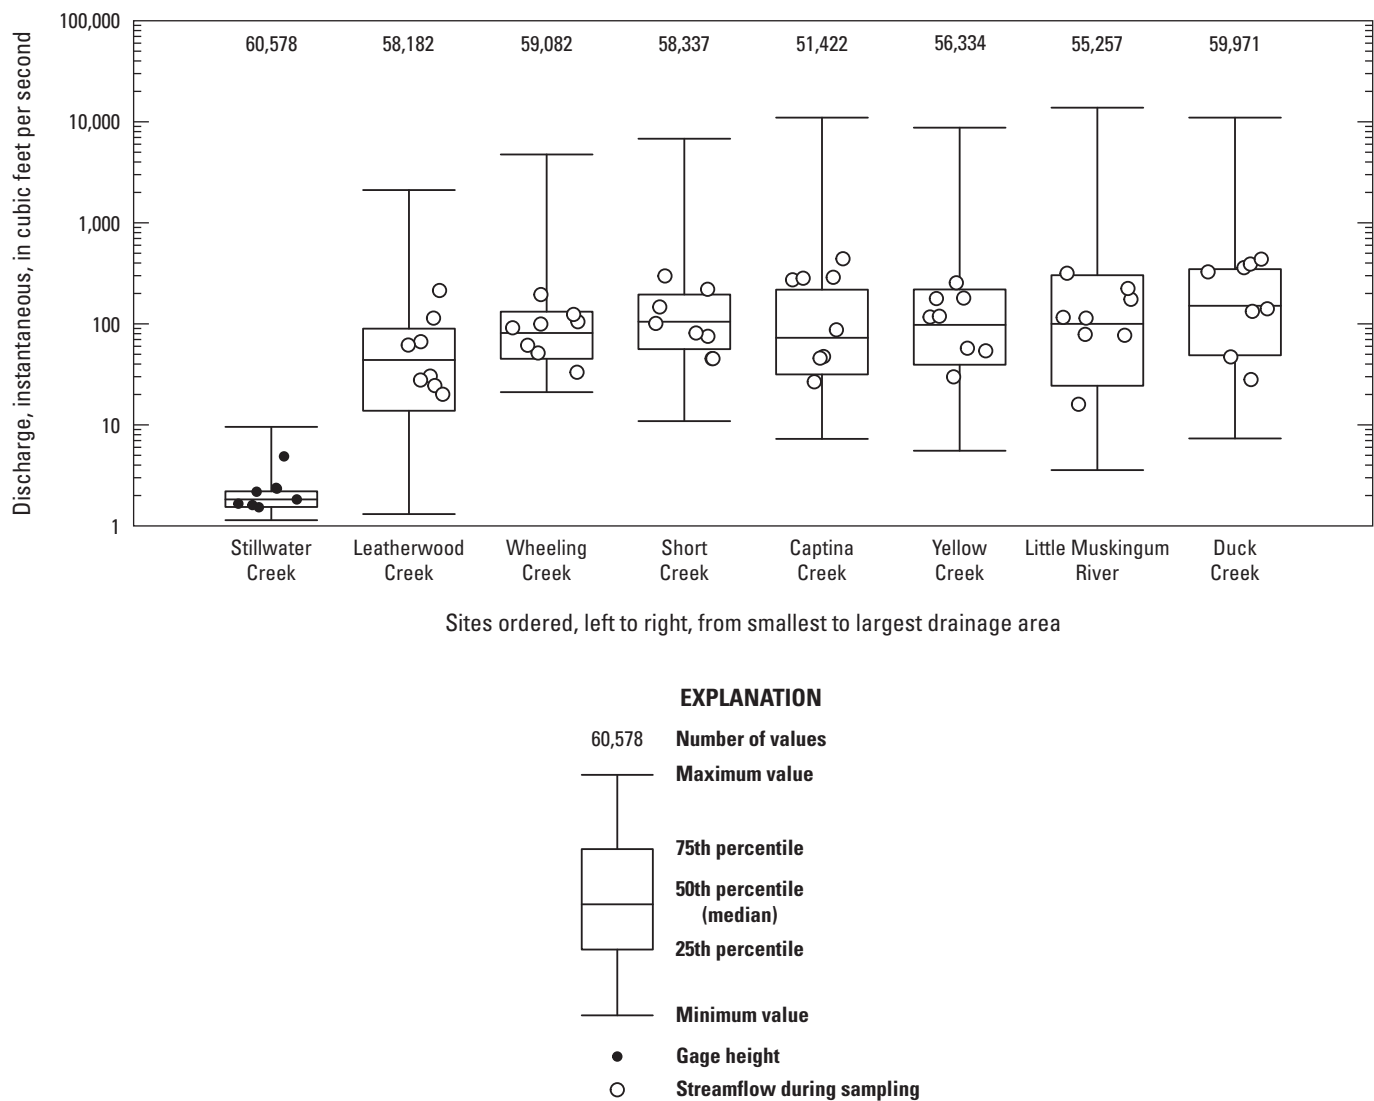 Discharge, instantaneous, in cubic feet per second
100,000
10,000
1,000
100
10
1
60,578 58,182 59,082 58,337 51,422 56,334 55,257 59,971
Stillwater Leatherwood Wheeling Short Captina Yellow Little Muskingum Duck
Creek Creek Creek Creek Creek Creek River Creek
Sites ordered, left to right, from smallest to largest drainage area
EXPLANATION
60,578 Number of values
Maximum value
75th percentile
50th percentile
(median)
25th percentile
Minimum value
Gage height
Streamflow during sampling